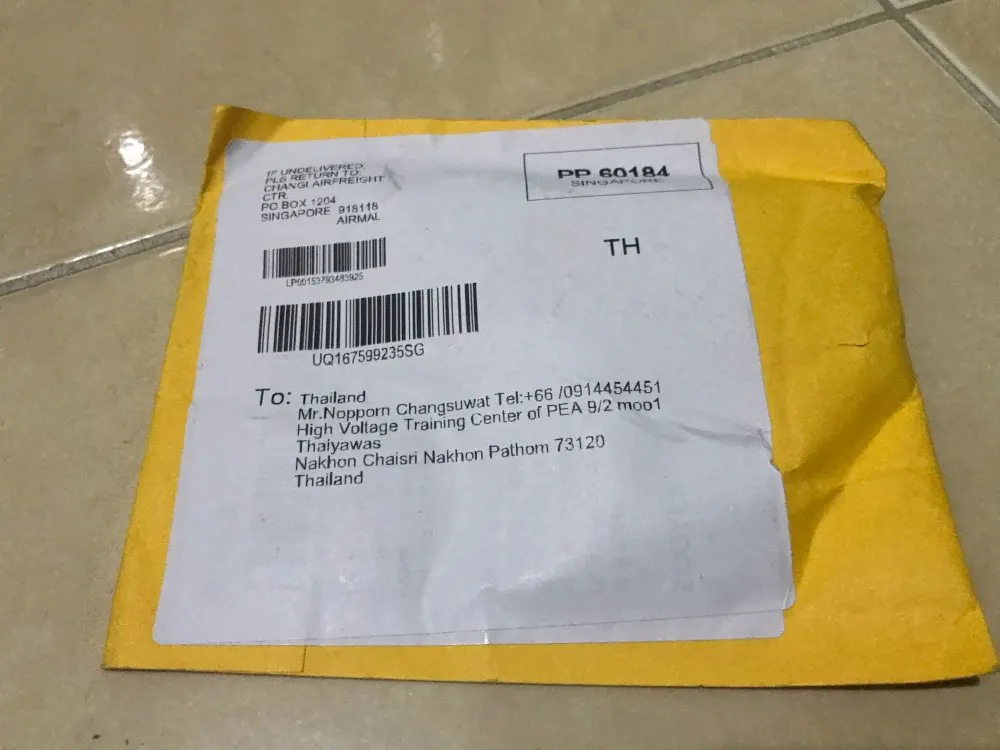 IF UNDELIVERED,
PLS RETURN TO:
CHANGI AIRFREIGHT
CTR.
PO BOX 1204
SINGAPORE 918118
AIRMAL
PP 60184
SINGAPORE
TH
LP00153793483925
UQ167599235SG
To: Thailand
Mr.Nopporn Changsuwat Tel:+66 /0914454451
High Voltage Training Center of PEA 9/2 moo1
Thaiyawas
Nakhon Chaisri Nakhon Pathom 73120
Thailand